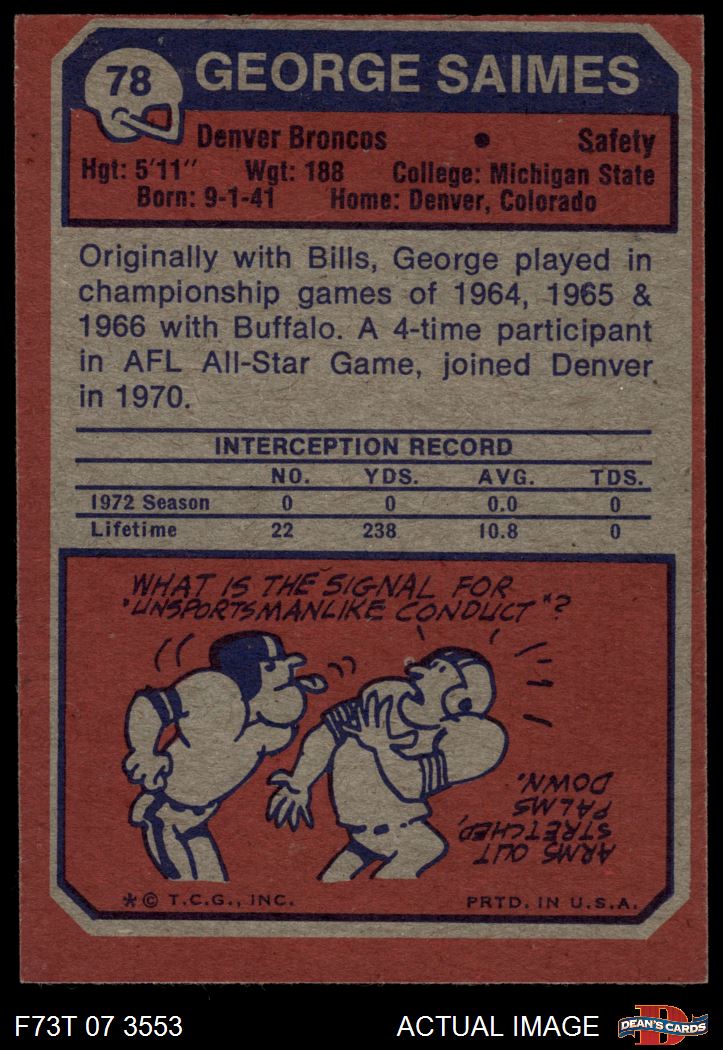 78
GEORGE SAIMES
Denver Broncos • Safety
Hgt: 5'11" Wgt: 188 College: Michigan State
Born: 9-1-41 Home: Denver, Colorado
Originally with Bills, George played in
championship games of 1964, 1965 &
1966 with Buffalo. A 4-time participant
in AFL All-Star Game, joined Denver
in 1970.
INTERCEPTION RECORD
NO. YDS. AVG. TDS.
1972 Season 0 0 0.0 0
Lifetime 22 238 10.8 0
WHAT IS THE SIGNAL FOR
"UNSPORTSMANLIKE CONDUCT"?
ARMS OUT
STRETCHED,
PALMS
DOWN.
*© T.C.G., INC. PRTD. IN U.S.A.
F73T 07 3553 ACTUAL IMAGE
D
DEAN'S CARDS